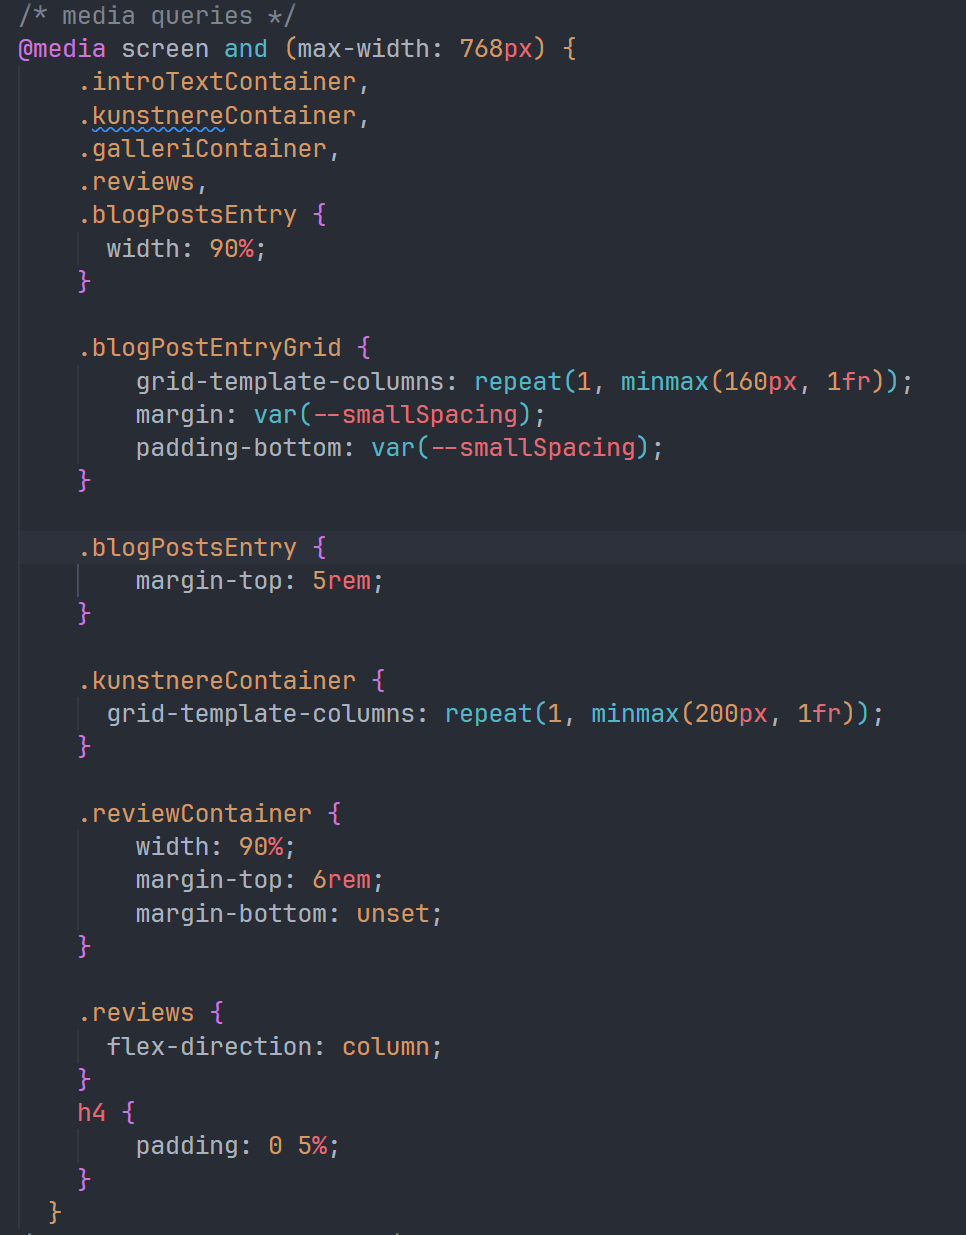 /* media queries */
@media screen and (max-width: 768px) {
    .introTextContainer,
    .kunstnereContainer,
    .galleriContainer,
    .reviews,
    .blogPostsEntry {
      width: 90%;
    }

    .blogPostEntryGrid {
        grid-template-columns: repeat(1, minmax(160px, 1fr));
        margin: var(--smallSpacing);
        padding-bottom: var(--smallSpacing);
    }

    .blogPostsEntry {
        margin-top: 5rem;
    }

    .kunstnereContainer {
      grid-template-columns: repeat(1, minmax(200px, 1fr));
    }

    .reviewContainer {
        width: 90%;
        margin-top: 6rem;
        margin-bottom: unset;
    }

    .reviews {
      flex-direction: column;
    }
    h4 {
        padding: 0 5%;
    }
  }